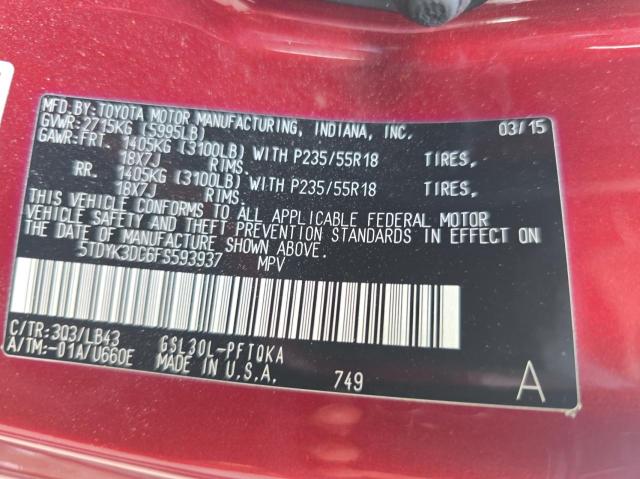 MFD.BY:TOYOTA MOTOR MANUFACTURING, INDIANA, INC. 03/15
GVWR: 2715KG (5995LB)
GAWR:FRT. 1405KG (3100LB) WITH P235/55R18 TIRES,
18X7J RIMS.
RR. 1405KG (3100LB) WITH P235/55R18 TIRES,
18X7J RIMS.
THIS VEHICLE CONFORMS TO ALL APPLICABLE FEDERAL MOTOR
VEHICLE SAFETY AND THEFT PREVENTION STANDARDS IN EFFECT ON
THE DATE OF MANUFACTURE SHOWN ABOVE.
5TDYK3DC6FS593937 MPV
C/TR:3Q3/LB43 GSL30L-PFTQKA
A/TM:-01A/U660E MADE IN U.S.A. 749 A